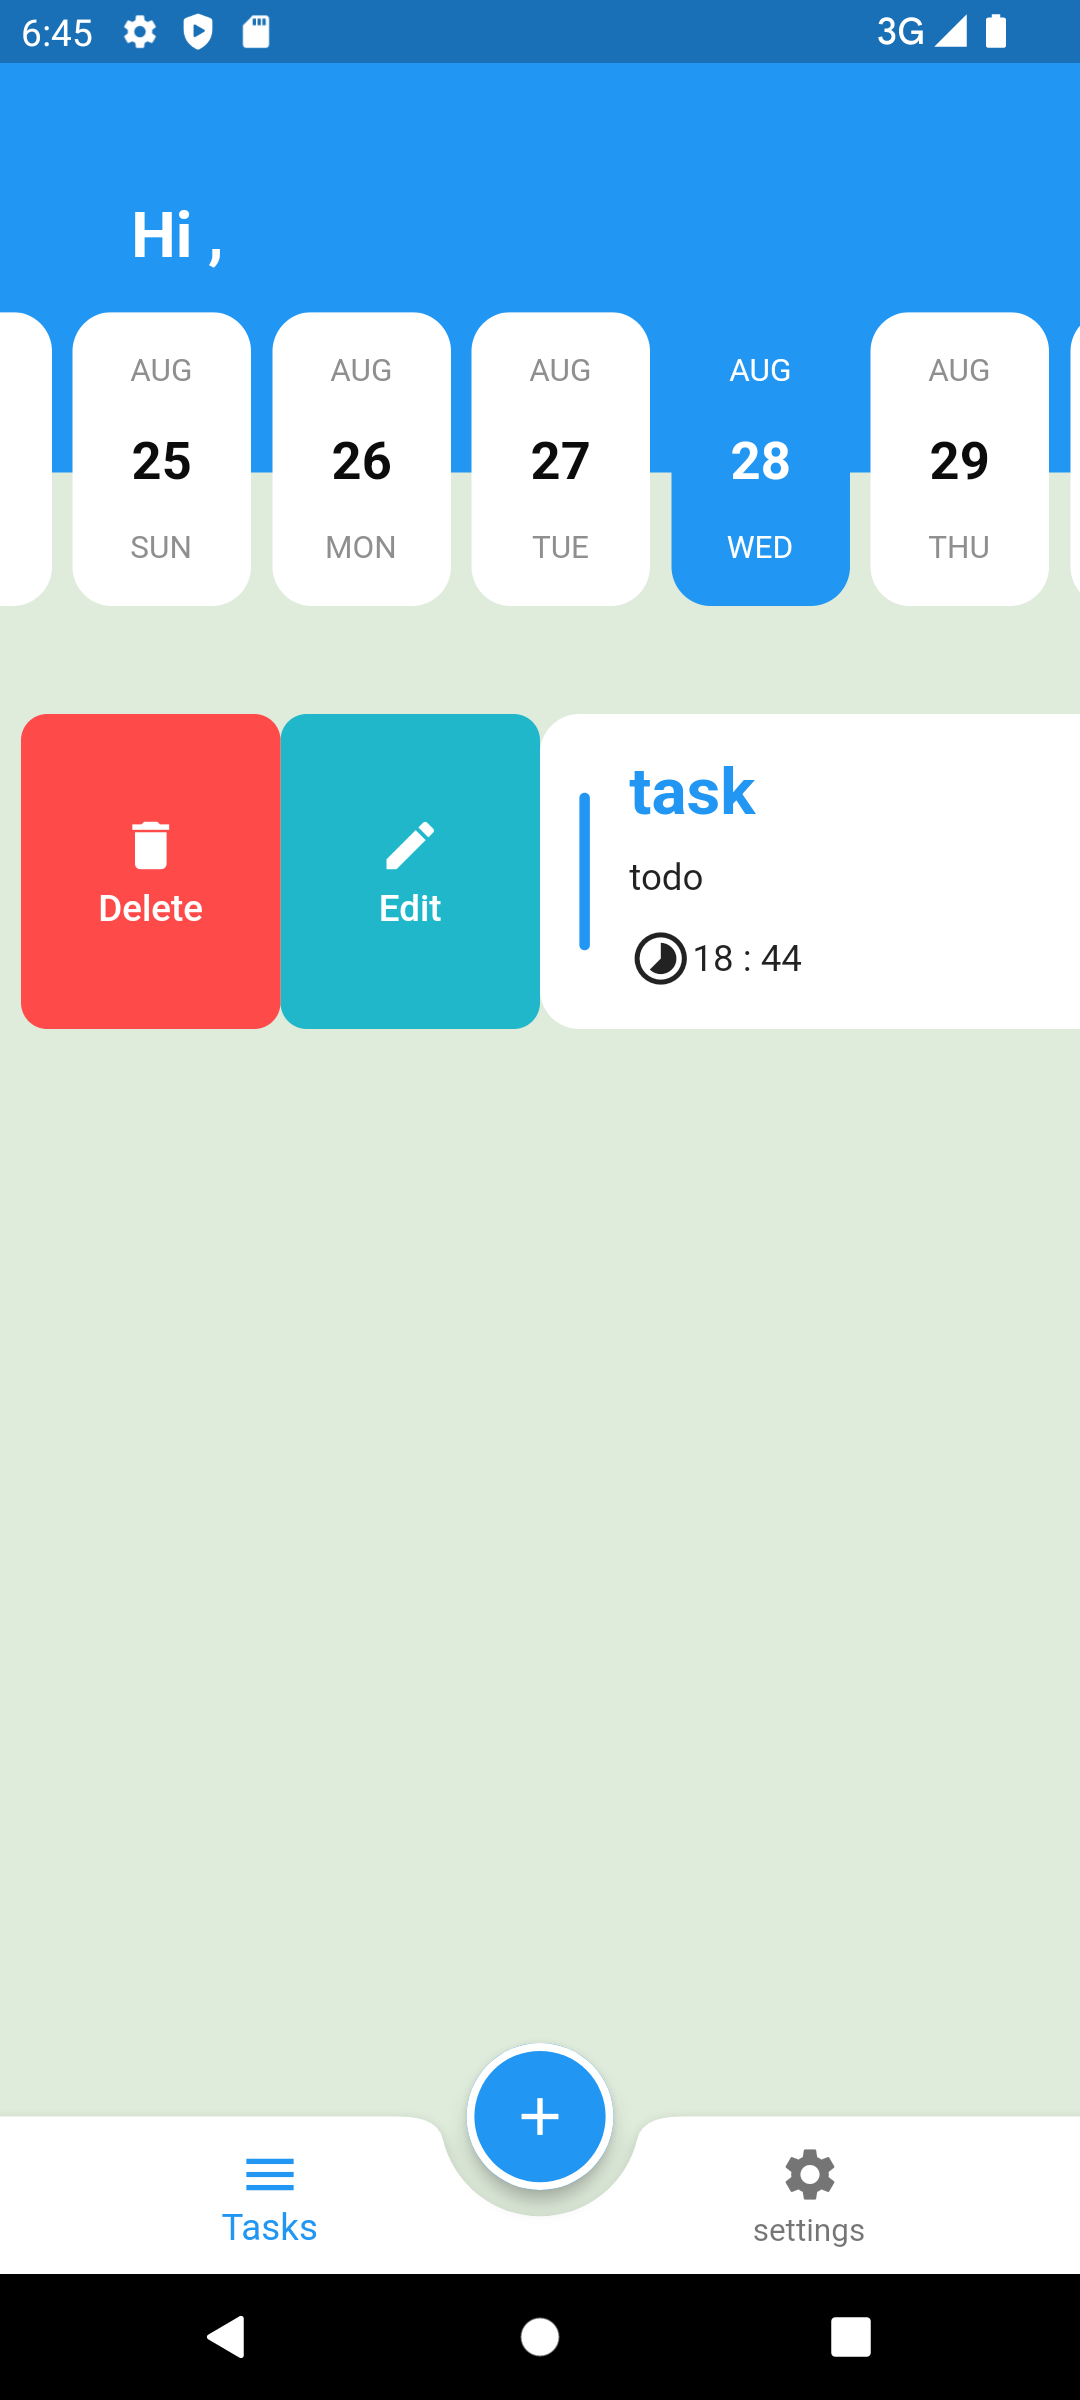 6:45 3G
Hi ,
AUG AUG AUG AUG AUG
25 26 27 28 29
SUN MON TUE WED THU
task
todo
18 : 44
Delete Edit
Tasks settings